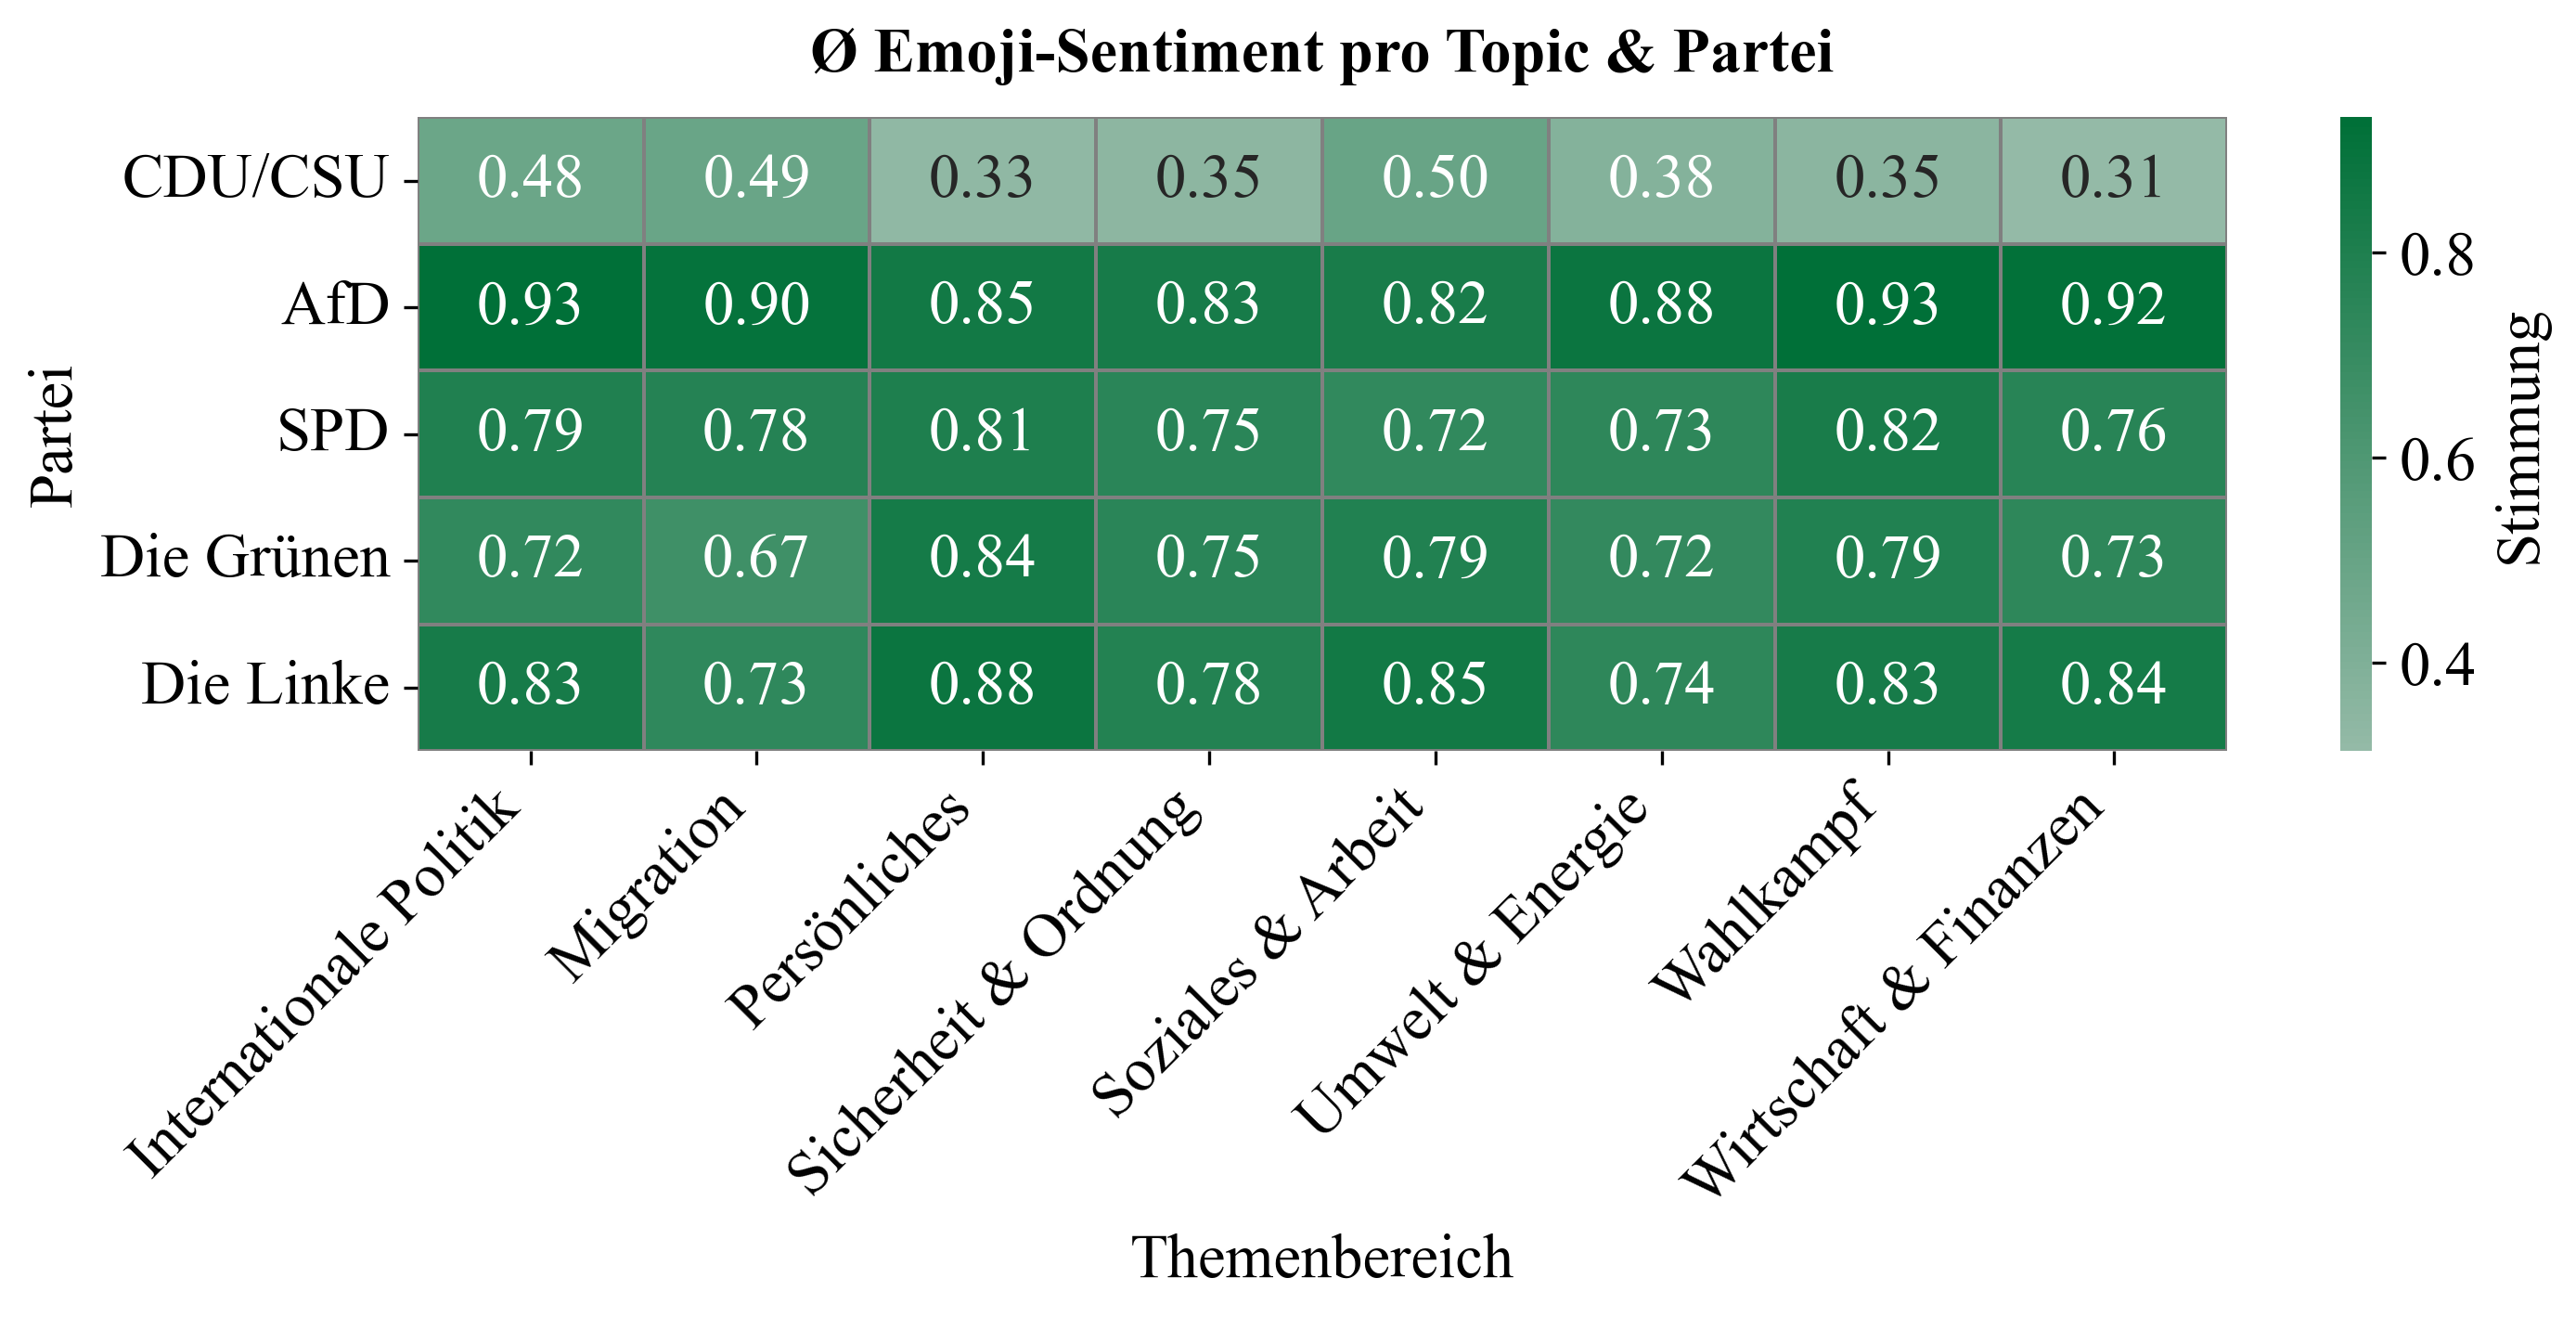 Ø Emoji-Sentiment pro Topic & Partei
Partei
CDU/CSU 0.48 0.49 0.33 0.35 0.50 0.38 0.35 0.31
AfD 0.93 0.90 0.85 0.83 0.82 0.88 0.93 0.92
SPD 0.79 0.78 0.81 0.75 0.72 0.73 0.82 0.76
Die Grünen 0.72 0.67 0.84 0.75 0.79 0.72 0.79 0.73
Die Linke 0.83 0.73 0.88 0.78 0.85 0.74 0.83 0.84
Internationale Politik
Migration
Persönliches
Sicherheit & Ordnung
Soziales & Arbeit
Umwelt & Energie
Wahlkampf
Wirtschaft & Finanzen
Themenbereich
0.8
0.6
0.4
Stimmung